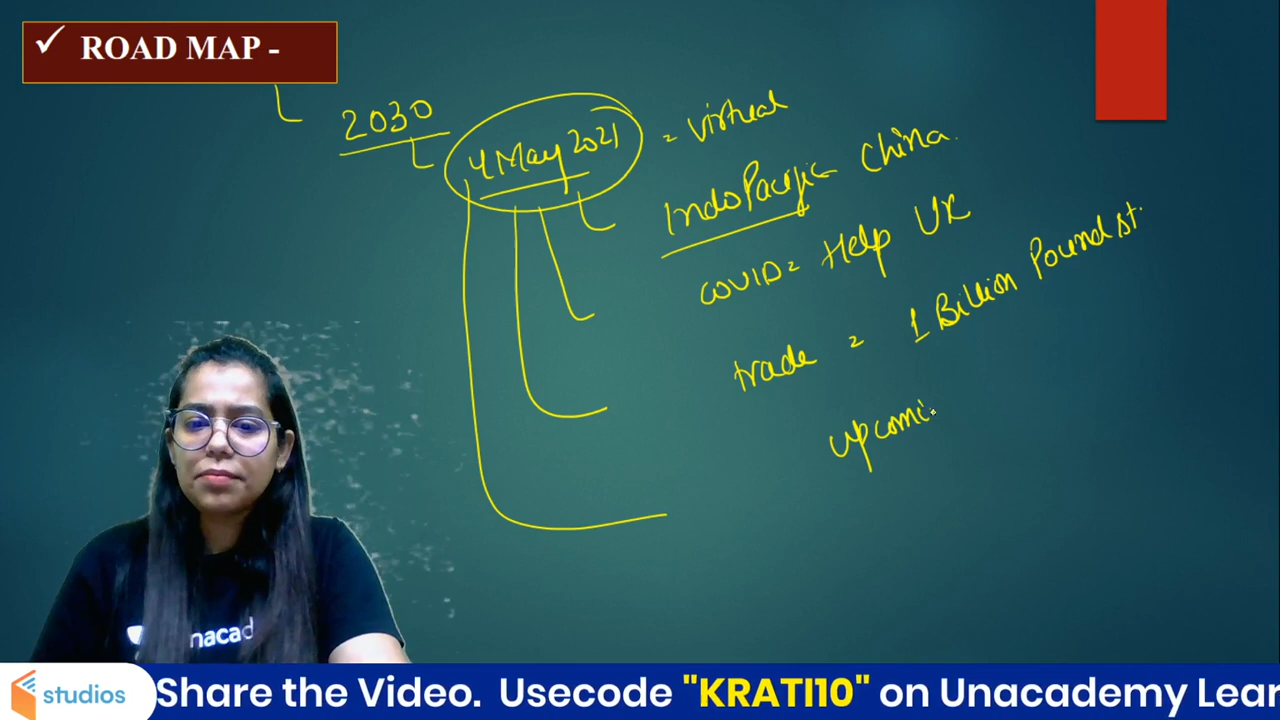 ✓ ROAD MAP -
2030
4 May 2021 = Virtual
IndoPacific China.
COVID = Help UK
trade = 1 Billion Pound st.
upcomi
unacad
studios
Share the Video. Usecode "KRATI10" on Unacademy Lear